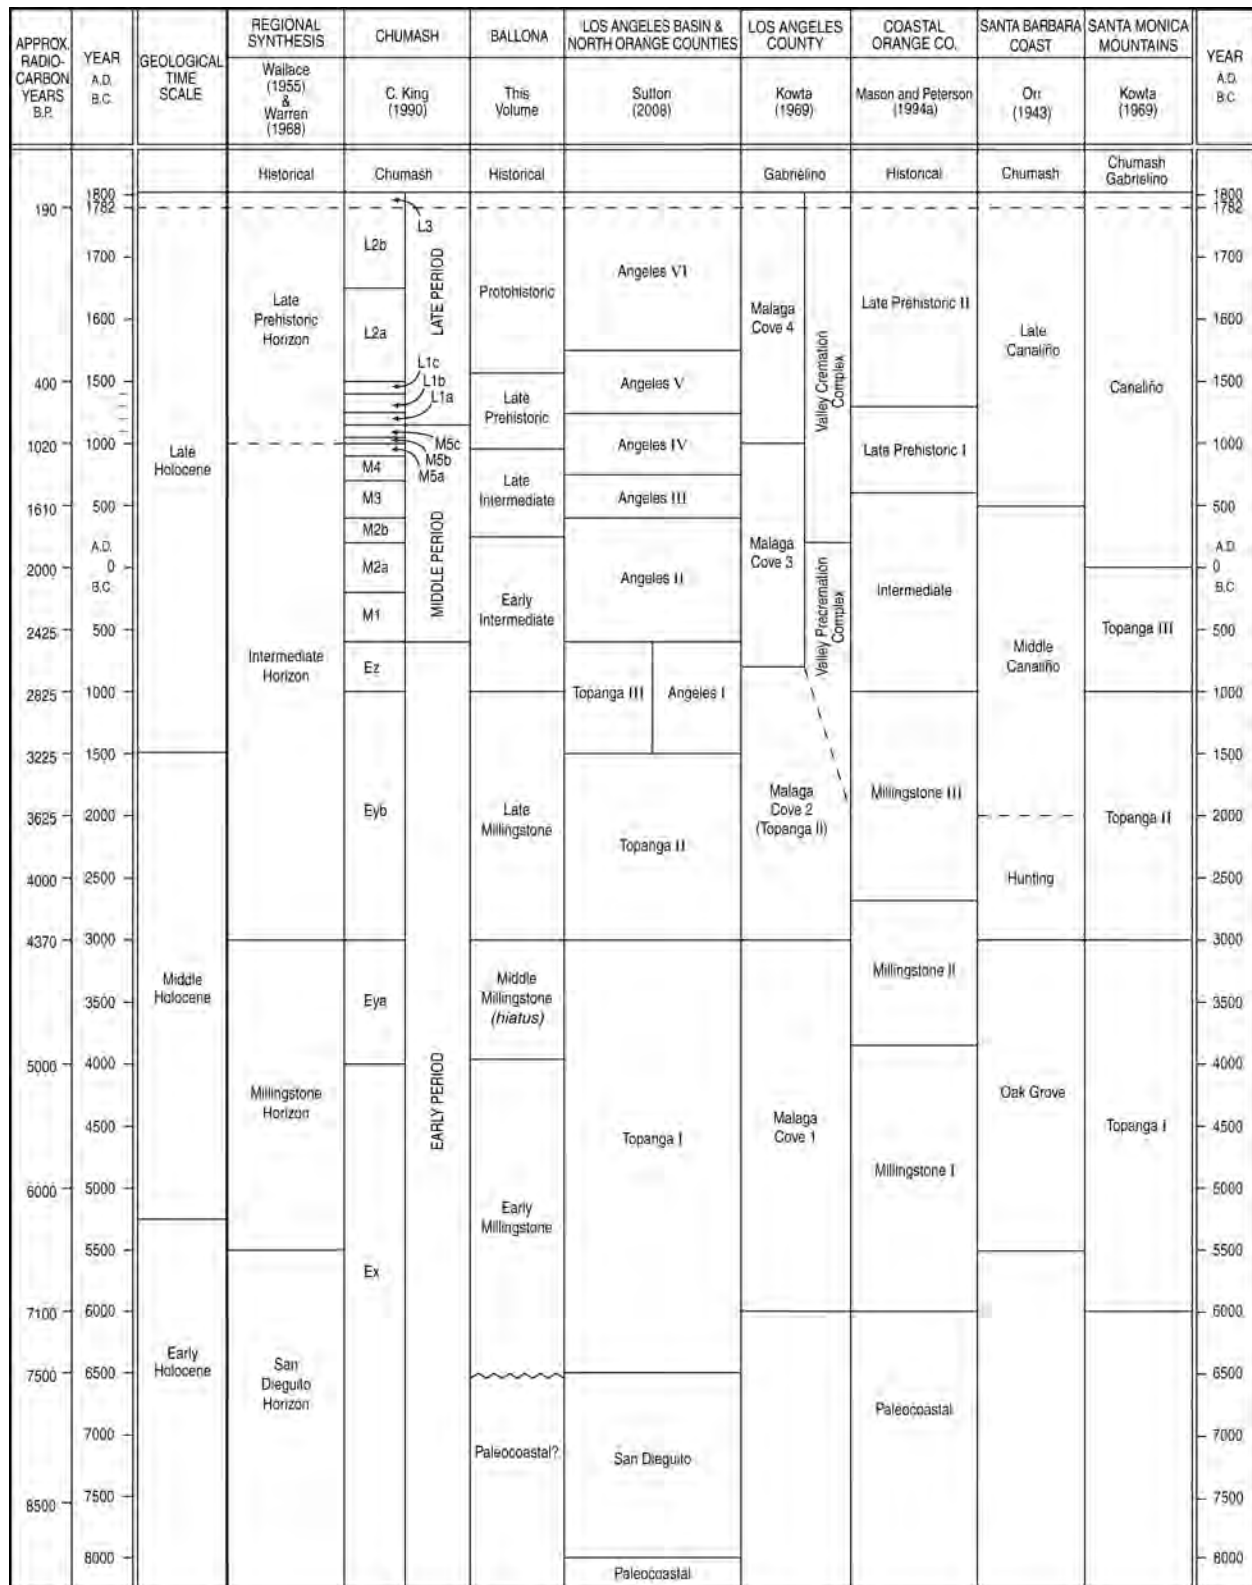 APPROX.
RADIO-
CARBON
YEARS
B.P.
YEAR
A.D.
B.C.
GEOLOGICAL
TIME
SCALE
REGIONAL
SYNTHESIS
Wallace
(1955)
&
Warren
(1968)
CHUMASH
C. King
(1990)
BALLONA
This
Volume
LOS ANGELES BASIN &
NORTH ORANGE COUNTIES
Sutton
(2008)
LOS ANGELES
COUNTY
Kowta
(1969)
COASTAL
ORANGE CO.
Mason and Peterson
(1994a)
SANTA BARBARA
COAST
Orr
(1943)
SANTA MONICA
MOUNTAINS
Kowta
(1969)
YEAR
A.D.
B.C.
190
400
1020
1610
2000
2425
2825
3225
3625
4000
4370
5000
6000
7100
7500
8500
1800
1782
1700
1600
1500
1000
500
A.D.
0
B.C.
500
1000
1500
2000
2500
3000
3500
4000
4500
5000
5500
6000
6500
7000
7500
8000
Late
Holocene
Middle
Holocene
Early
Holocene
Historical
Late
Prehistoric
Horizon
Intermediate
Horizon
Millingstone
Horizon
San
Dieguito
Horizon
Chumash
L3
L2b
L2a
L1c
L1b
L1a
M5c
M5b
M5a
M4
M3
M2b
M2a
M1
Ez
Eyb
Eya
Ex
LATE PERIOD
MIDDLE PERIOD
EARLY PERIOD
Historical
Protohistoric
Late
Prehistoric
Late
Intermediate
Early
Intermediate
Late
Millingstone
Middle
Millingstone
(hiatus)
Early
Millingstone
Paleocoastal?
Angeles VI
Angeles V
Angeles IV
Angeles III
Angeles II
Topanga III
Angeles I
Topanga II
Topanga I
San Dieguito
Paleocoastal
Gabrielino
Malaga
Cove 4
Malaga
Cove 3
Malaga
Cove 2
(Topanga II)
Malaga
Cove 1
Valley Cremation
Complex
Valley Precremation
Complex
Historical
Late Prehistoric II
Late Prehistoric I
Intermediate
Millingstone III
Millingstone II
Millingstone I
Paleocoastal
Chumash
Late
Canaliño
Middle
Canaliño
Hunting
Oak Grove
Chumash
Gabrielino
Canaliño
Topanga III
Topanga II
Topanga I
1800
1782
1700
1600
1500
1000
500
A.D.
0
B.C.
500
1000
1500
2000
2500
3000
3500
4000
4500
5000
5500
6000
6500
7000
7500
8000